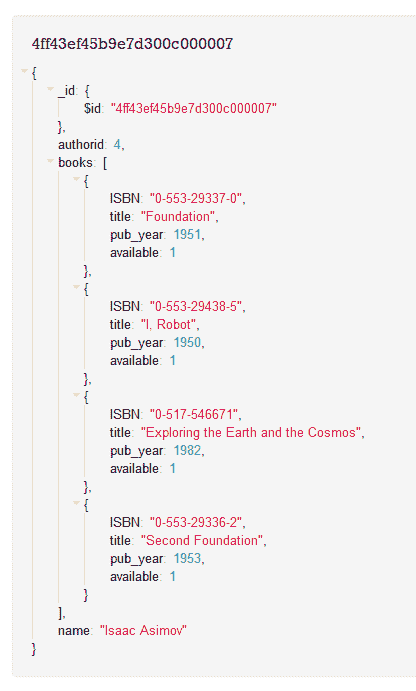 4ff43ef45b9e7d300c000007
{
_id: {
$id: "4ff43ef45b9e7d300c000007"
},
authorid: 4,
books: [
{
ISBN: "0-553-29337-0",
title: "Foundation",
pub_year: 1951,
available: 1
},
{
ISBN: "0-553-29438-5",
title: "I, Robot",
pub_year: 1950,
available: 1
},
{
ISBN: "0-517-546671",
title: "Exploring the Earth and the Cosmos",
pub_year: 1982,
available: 1
},
{
ISBN: "0-553-29336-2",
title: "Second Foundation",
pub_year: 1953,
available: 1
}
],
name: "Isaac Asimov"
}